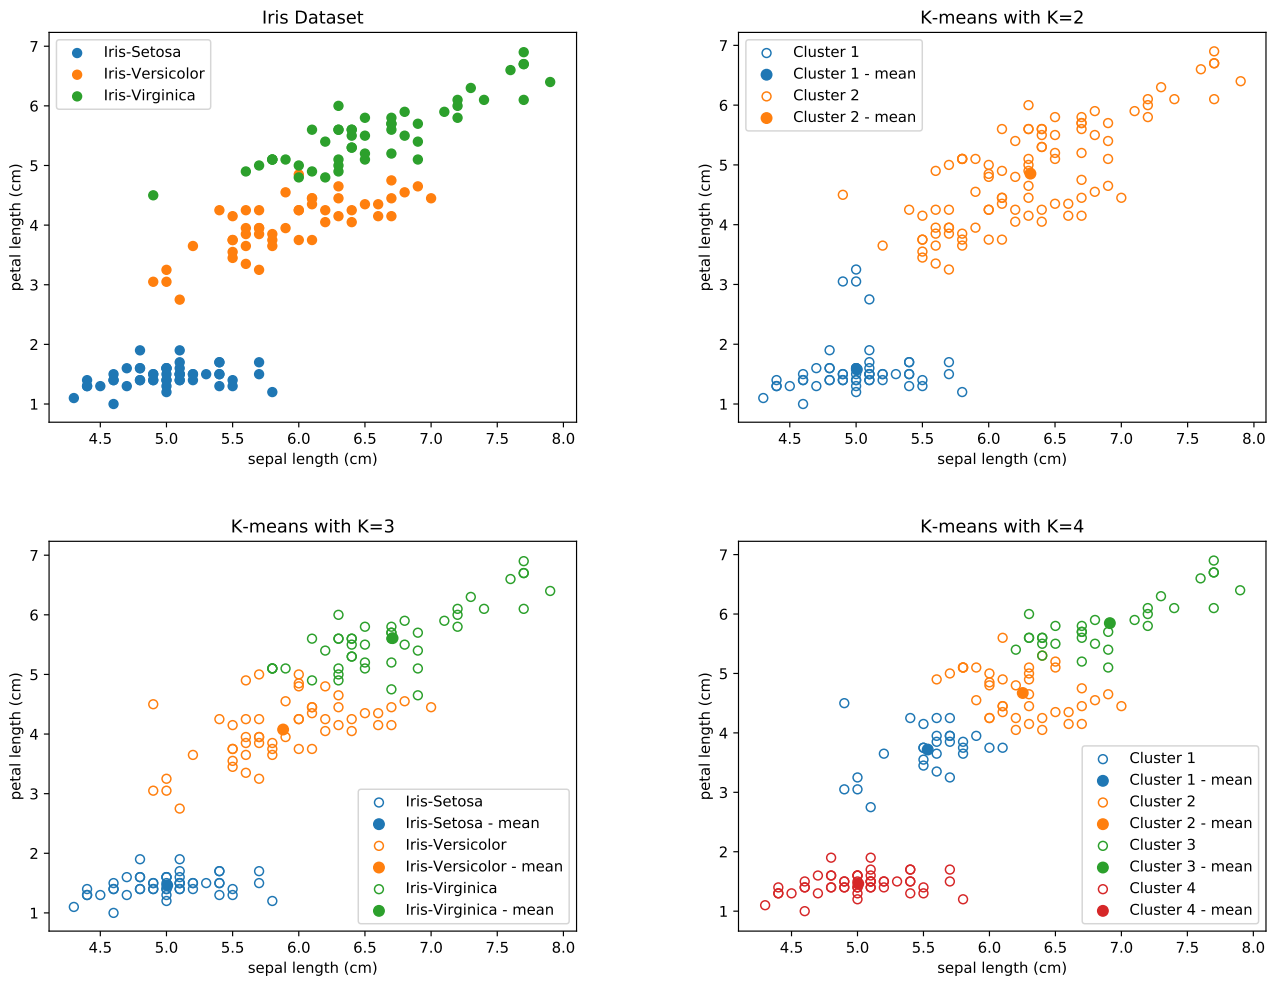 Iris Dataset
Iris-Setosa
Iris-Versicolor
Iris-Virginica
petal length (cm)
7
6
5
4
3
2
1
4.5 5.0 5.5 6.0 6.5 7.0 7.5 8.0
sepal length (cm)
K-means with K=2
Cluster 1
Cluster 1 - mean
Cluster 2
Cluster 2 - mean
petal length (cm)
7
6
5
4
3
2
1
4.5 5.0 5.5 6.0 6.5 7.0 7.5 8.0
sepal length (cm)
K-means with K=3
petal length (cm)
7
6
5
4
3
2
1
Iris-Setosa
Iris-Setosa - mean
Iris-Versicolor
Iris-Versicolor - mean
Iris-Virginica
Iris-Virginica - mean
4.5 5.0 5.5 6.0 6.5 7.0 7.5 8.0
sepal length (cm)
K-means with K=4
petal length (cm)
7
6
5
4
3
2
1
Cluster 1
Cluster 1 - mean
Cluster 2
Cluster 2 - mean
Cluster 3
Cluster 3 - mean
Cluster 4
Cluster 4 - mean
4.5 5.0 5.5 6.0 6.5 7.0 7.5 8.0
sepal length (cm)